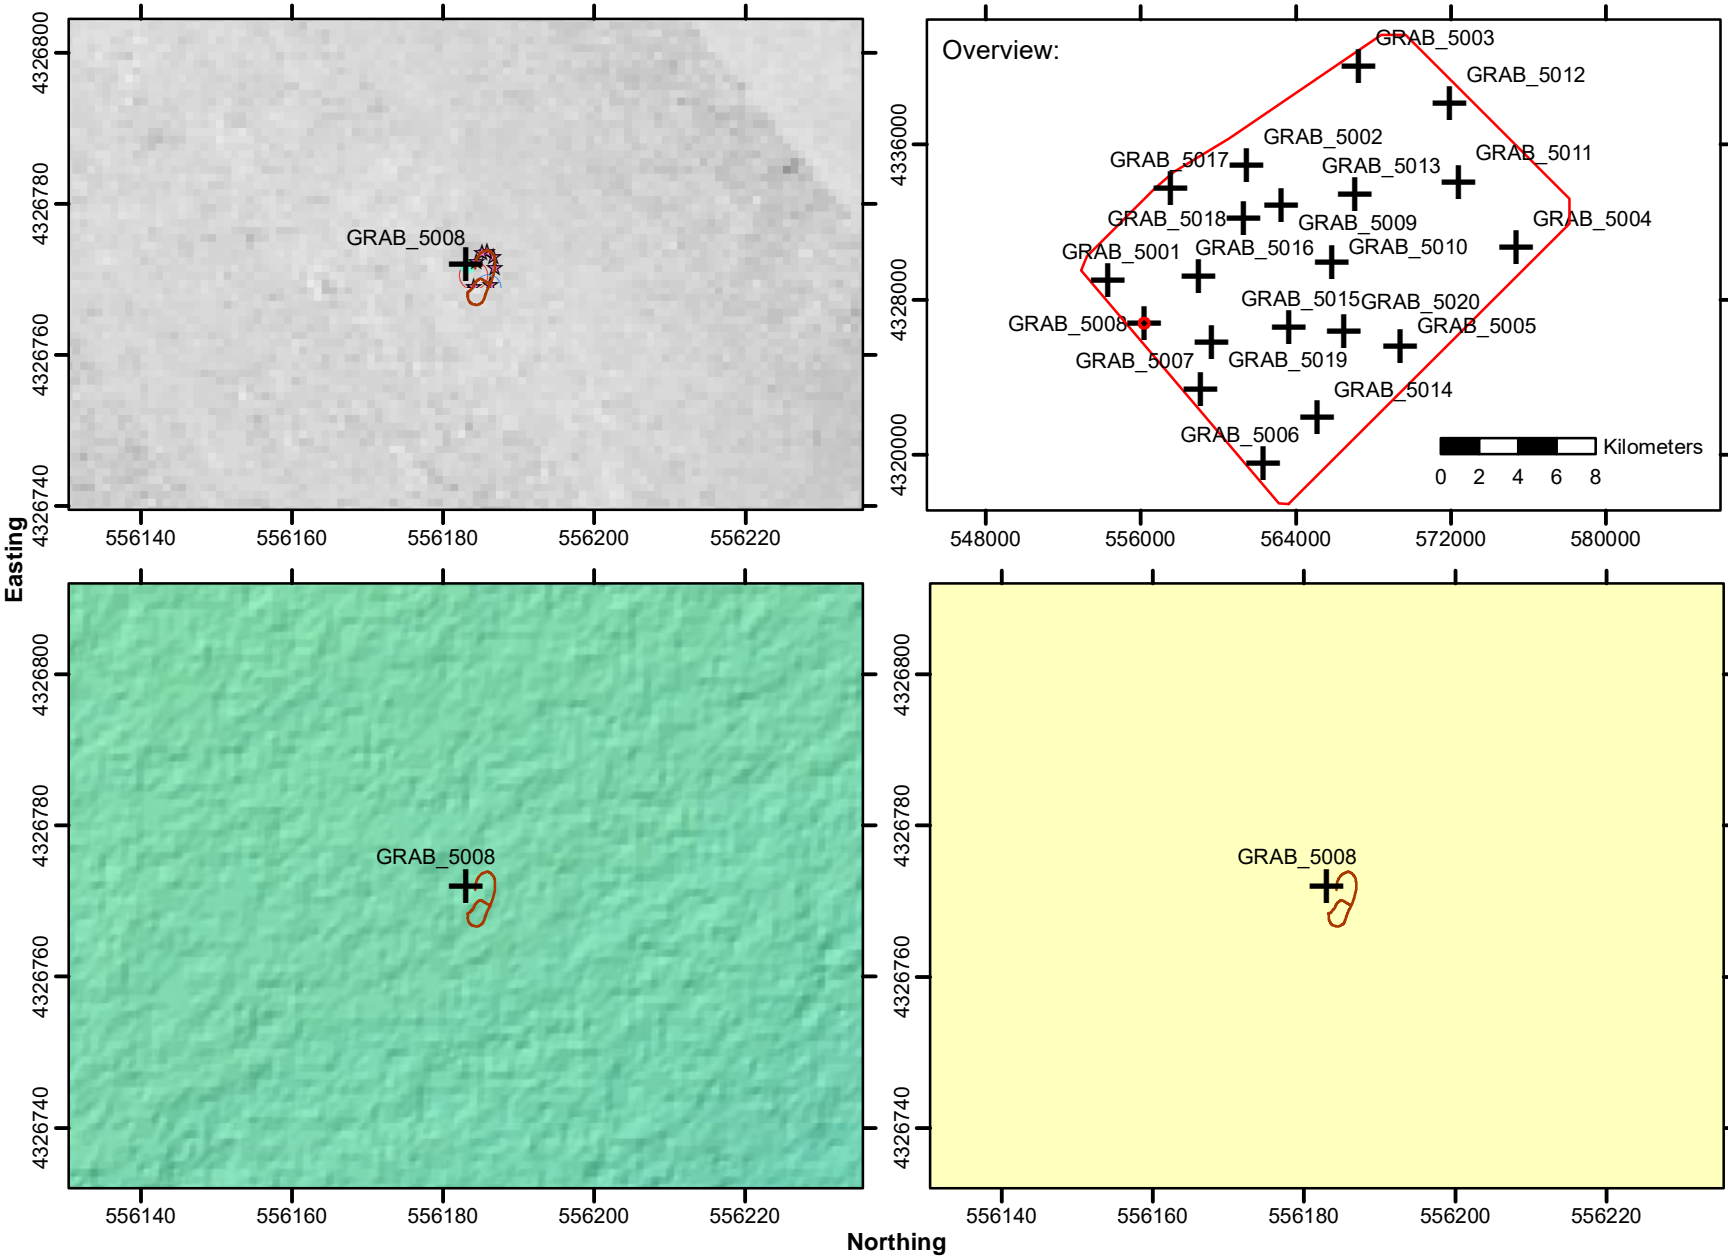 4326800
4326780
4326760
4326740
GRAB_5008
556140
556160
556180
556200
556220
Overview:
4336000
4328000
4320000
GRAB_5003
GRAB_5012
GRAB_5002
GRAB_5017
GRAB_5013
GRAB_5011
GRAB_5018
GRAB_5009
GRAB_5004
GRAB_5001
GRAB_5016
GRAB_5010
GRAB_5015
GRAB_5020
GRAB_5008
GRAB_5005
GRAB_5007
GRAB_5019
GRAB_5014
GRAB_5006
Kilometers
0 2 4 6 8
548000
556000
564000
572000
580000
Easting
4326800
4326780
4326760
4326740
GRAB_5008
556140
556160
556180
556200
556220
4326800
4326780
4326760
4326740
GRAB_5008
556140
556160
556180
556200
556220
Northing